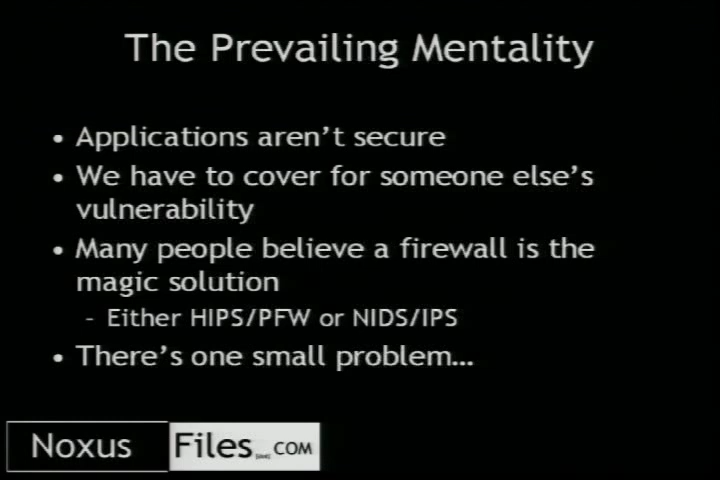 The Prevailing Mentality
• Applications aren't secure
• We have to cover for someone else's
vulnerability
• Many people believe a firewall is the
magic solution
– Either HIPS/PFW or NIDS/IPS
• There's one small problem…
Noxus Files .COM